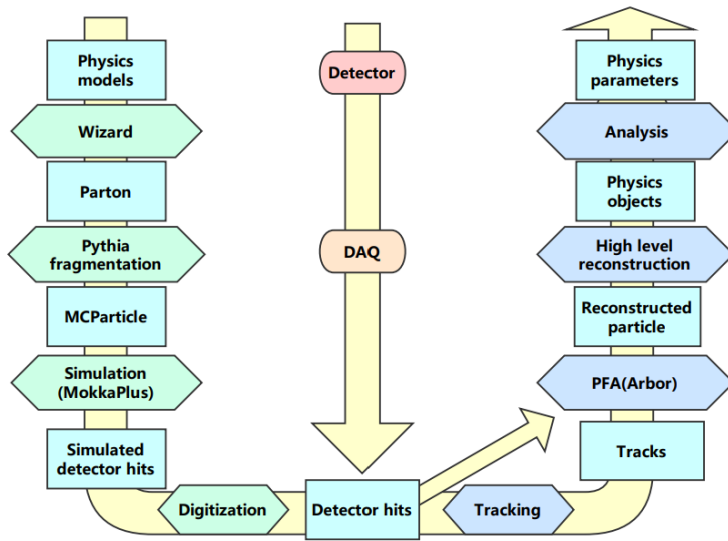 Physics
models
Wizard
Parton
Pythia
fragmentation
MCParticle
Simulation
(MokkaPlus)
Simulated
detector hits
Digitization
Detector
DAQ
Detector hits
Tracking
Tracks
PFA(Arbor)
Reconstructed
particle
High level
reconstruction
Physics
objects
Analysis
Physics
parameters